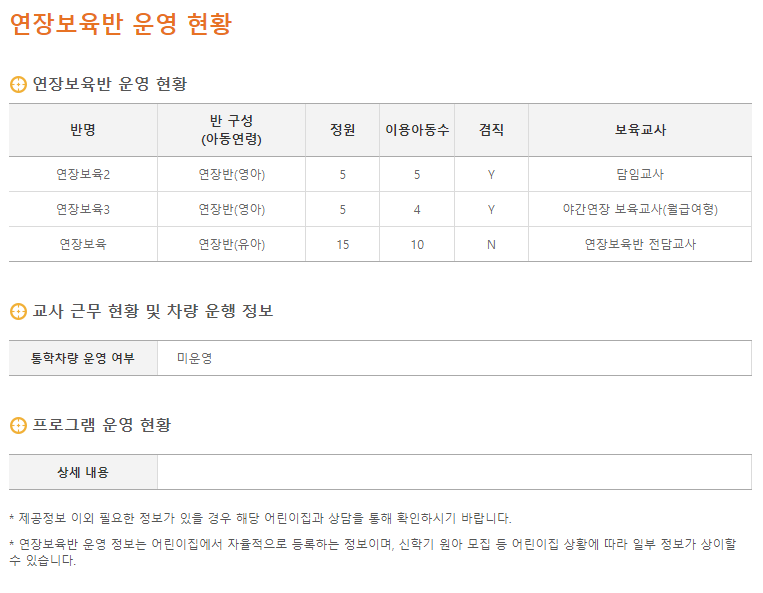 연장보육반 운영 현황
연장보육반 운영 현황
반명 반 구성 (아동연령) 정원 이용아동수 겸직 보육교사
연장보육2 연장반(영아) 5 5 Y 담임교사
연장보육3 연장반(영아) 5 4 Y 야간연장 보육교사(월급여형)
연장보육 연장반(유아) 15 10 N 연장보육반 전담교사
교사 근무 현황 및 차량 운행 정보
통학차량 운영 여부 미운영
프로그램 운영 현황
상세 내용
* 제공정보 이외 필요한 정보가 있을 경우 해당 어린이집과 상담을 통해 확인하시기 바랍니다.
* 연장보육반 운영 정보는 어린이집에서 자율적으로 등록하는 정보이며, 신학기 원아 모집 등 어린이집 상황에 따라 일부 정보가 상이할
수 있습니다.